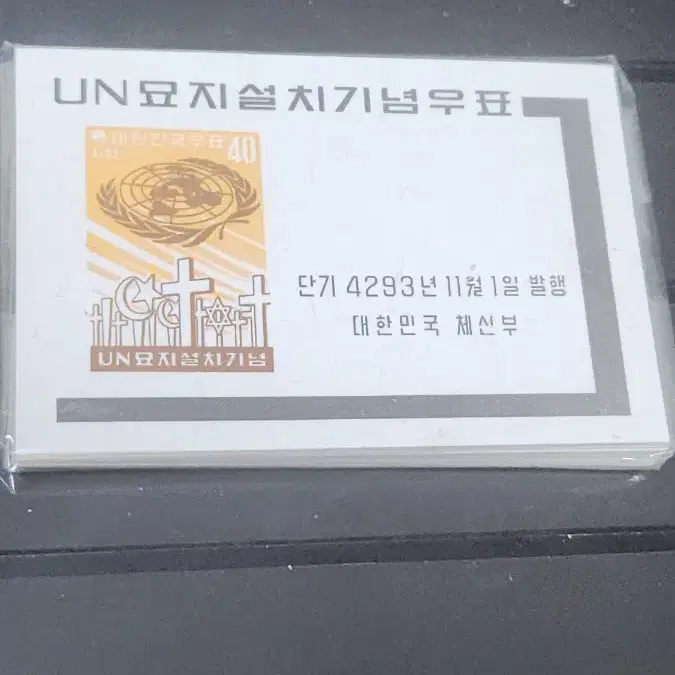 UN묘지설치기념우표
대한민국우표 40
단기 4293년 11월 1일 발행
대한민국 체신부
UN묘지설치기념